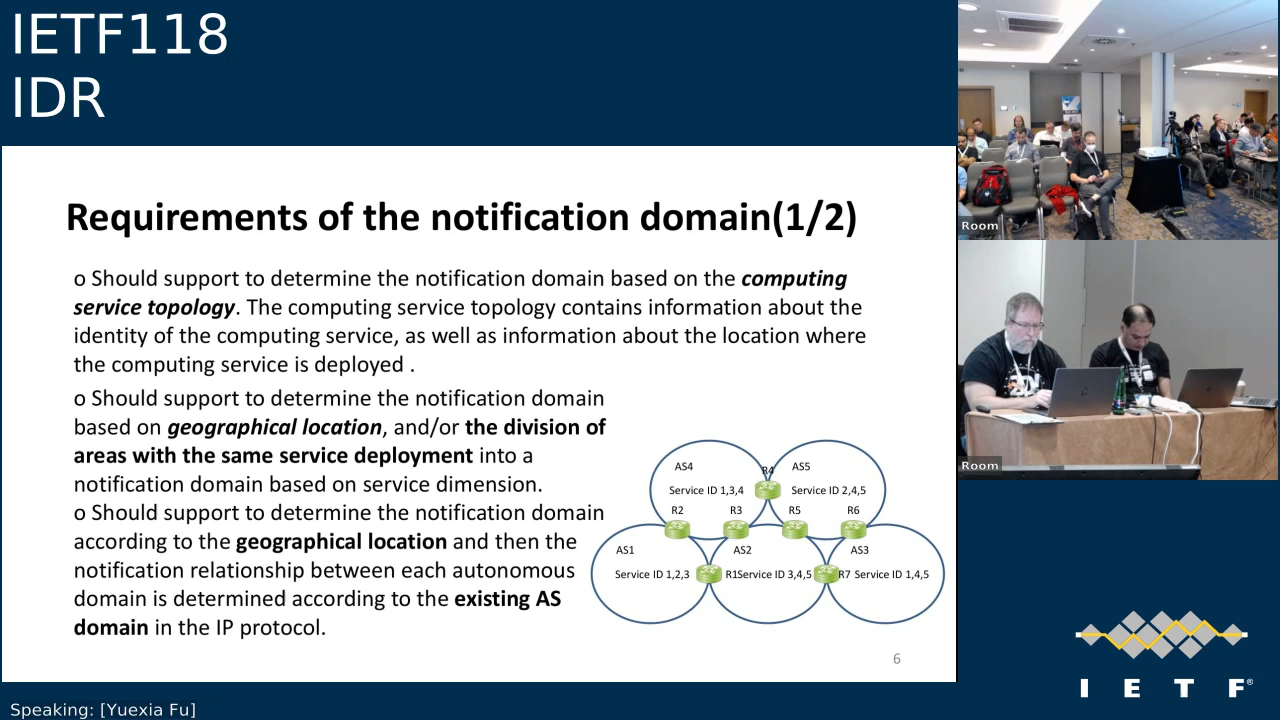 IETF118
IDR
Requirements of the notification domain(1/2)
o Should support to determine the notification domain based on the computing
service topology. The computing service topology contains information about the
identity of the computing service, as well as information about the location where
the computing service is deployed .
o Should support to determine the notification domain
based on geographical location, and/or the division of
areas with the same service deployment into a
notification domain based on service dimension.
o Should support to determine the notification domain
according to the geographical location and then the
notification relationship between each autonomous
domain is determined according to the existing AS
domain in the IP protocol.
AS4
R4
AS5
Service ID 1,3,4
Service ID 2,4,5
R2
R3
R5
R6
AS1
AS2
AS3
Service ID 1,2,3
R1
Service ID 3,4,5
R7
Service ID 1,4,5
6
Room
Room
I E T F®
Speaking: [Yuexia Fu]